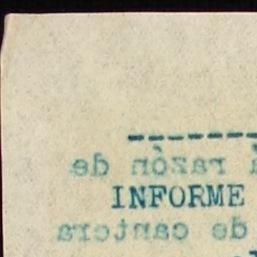 -------
á razón de
INFORME
de cantera